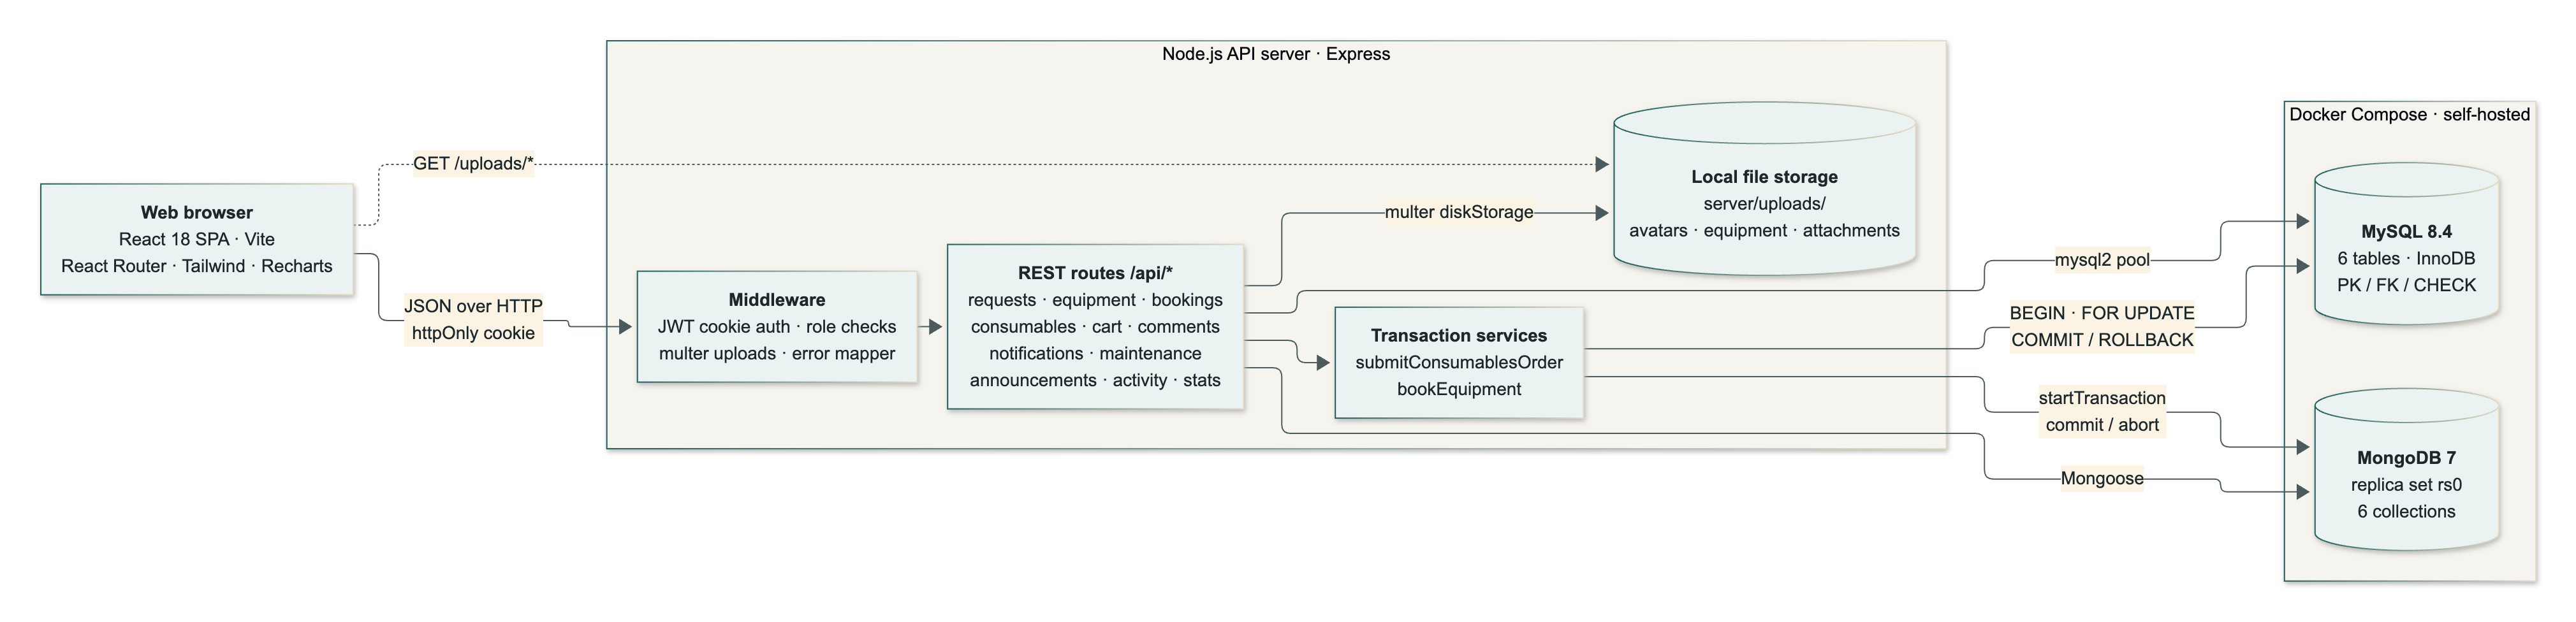 Node.js API server · Express
Docker Compose · self-hosted
GET /uploads/*
Web browser
React 18 SPA · Vite
React Router · Tailwind · Recharts
JSON over HTTP
httpOnly cookie
Middleware
JWT cookie auth · role checks
multer uploads · error mapper
REST routes /api/*
requests · equipment · bookings
consumables · cart · comments
notifications · maintenance
announcements · activity · stats
multer diskStorage
Local file storage
server/uploads/
avatars · equipment · attachments
Transaction services
submitConsumablesOrder
bookEquipment
mysql2 pool
BEGIN · FOR UPDATE
COMMIT / ROLLBACK
startTransaction
commit / abort
Mongoose
MySQL 8.4
6 tables · InnoDB
PK / FK / CHECK
MongoDB 7
replica set rs0
6 collections